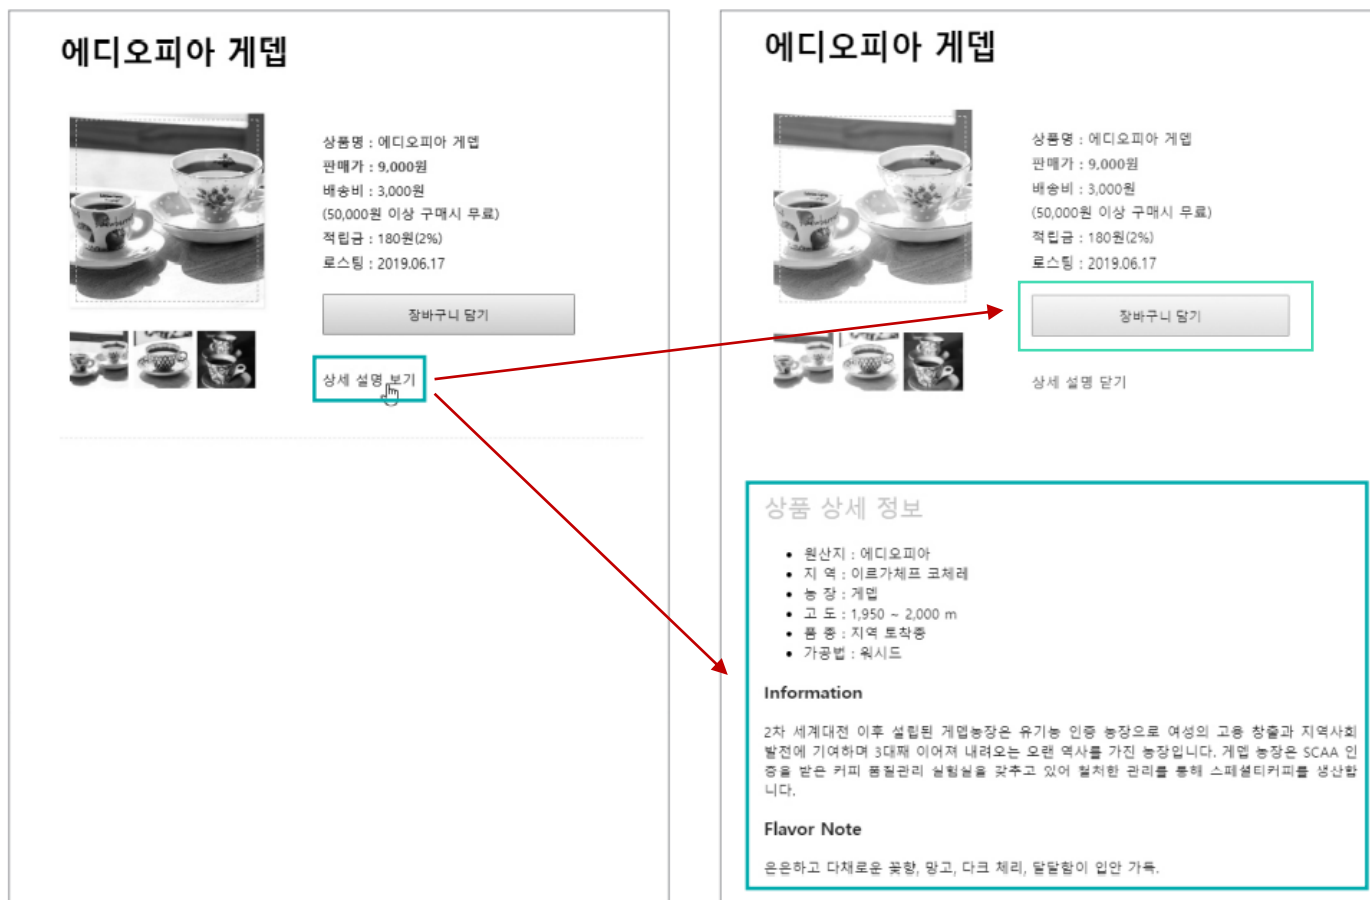 에디오피아 게뎁
상품명 : 에디오피아 게뎁
판매가 : 9,000원
배송비 : 3,000원
(50,000원 이상 구매시 무료)
적립금 : 180원(2%)
로스팅 : 2019.06.17
장바구니 담기
상세 설명 보기
에디오피아 게뎁
상품명 : 에디오피아 게뎁
판매가 : 9,000원
배송비 : 3,000원
(50,000원 이상 구매시 무료)
적립금 : 180원(2%)
로스팅 : 2019.06.17
장바구니 담기
상세 설명 닫기
상품 상세 정보
원산지 : 에디오피아
지 역 : 이르가체프 코체레
농 장 : 게뎁
고 도 : 1,950 ~ 2,000 m
품 종 : 지역 토착종
가공법 : 워시드
Information
2차 세계대전 이후 설립된 게뎁농장은 유기농 인증 농장으로 여성의 고용 창출과 지역사회
발전에 기여하며 3대째 이어져 내려오는 오랜 역사를 가진 농장입니다. 게뎁 농장은 SCAA 인
증을 받은 커피 품질관리 실험실을 갖추고 있어 철처한 관리를 통해 스페셜티커피를 생산합
니다.
Flavor Note
은은하고 다채로운 꽃향, 망고, 다크 체리, 달달함이 입안 가득.